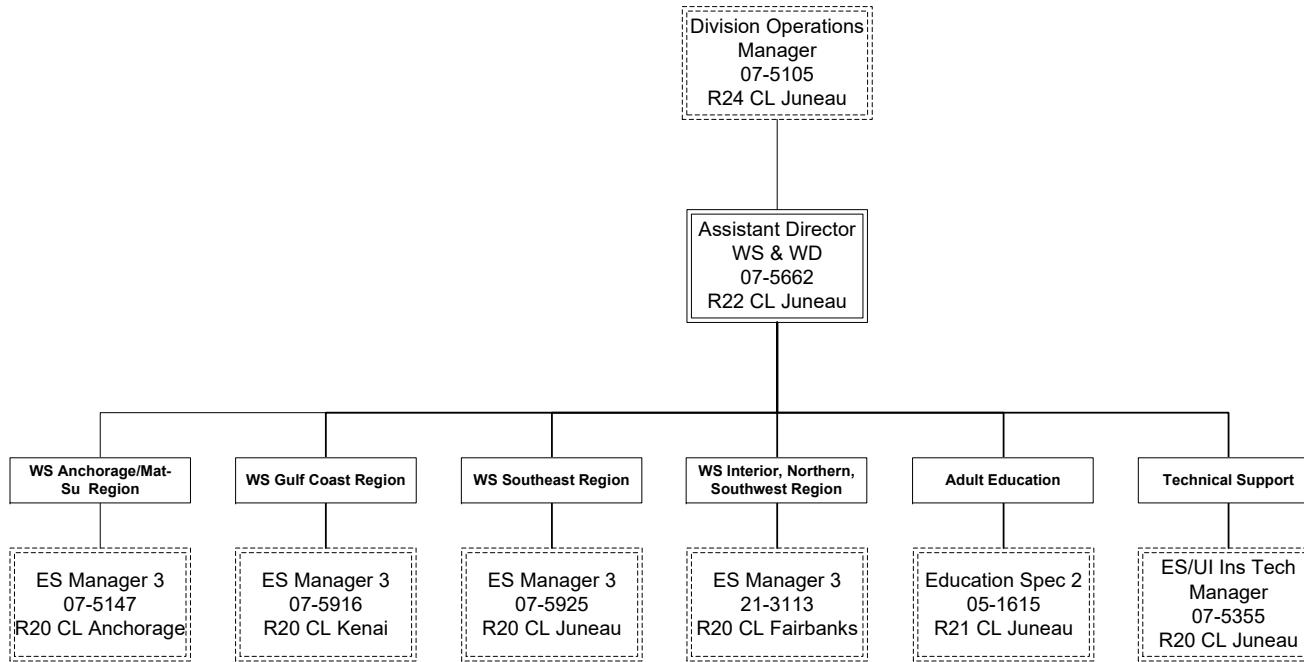 Division Operations
Manager
07-5105
R24 CL Juneau
Assistant Director
WS & WD
07-5662
R22 CL Juneau
WS Anchorage/Mat-
Su Region
WS Gulf Coast Region
WS Southeast Region
WS Interior, Northern,
Southwest Region
Adult Education
Technical Support
ES Manager 3
07-5147
R20 CL Anchorage
ES Manager 3
07-5916
R20 CL Kenai
ES Manager 3
07-5925
R20 CL Juneau
ES Manager 3
21-3113
R20 CL Fairbanks
Education Spec 2
05-1615
R21 CL Juneau
ES/UI Ins Tech
Manager
07-5355
R20 CL Juneau